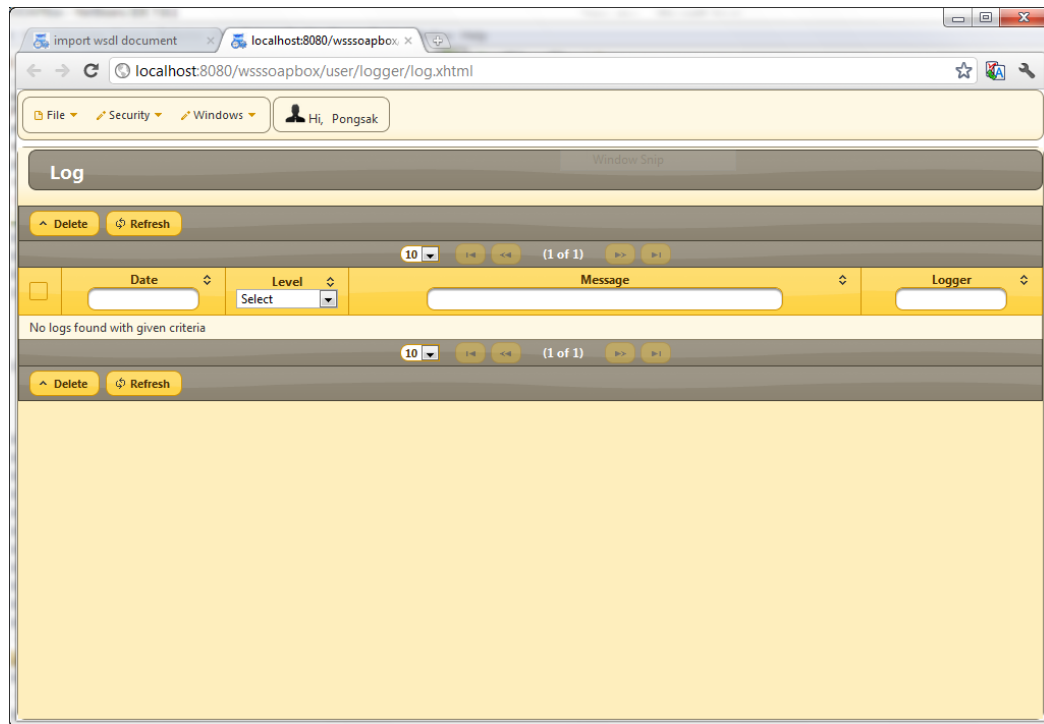 import wsdl document
localhost:8080/wsssoapbox/
localhost:8080/wsssoapbox/user/logger/log.xhtml
File Security Windows Hi, Pongsak
Window Snip
Log
Delete Refresh
10 (1 of 1)
Date Level Message Logger
Select
No logs found with given criteria
10 (1 of 1)
Delete Refresh